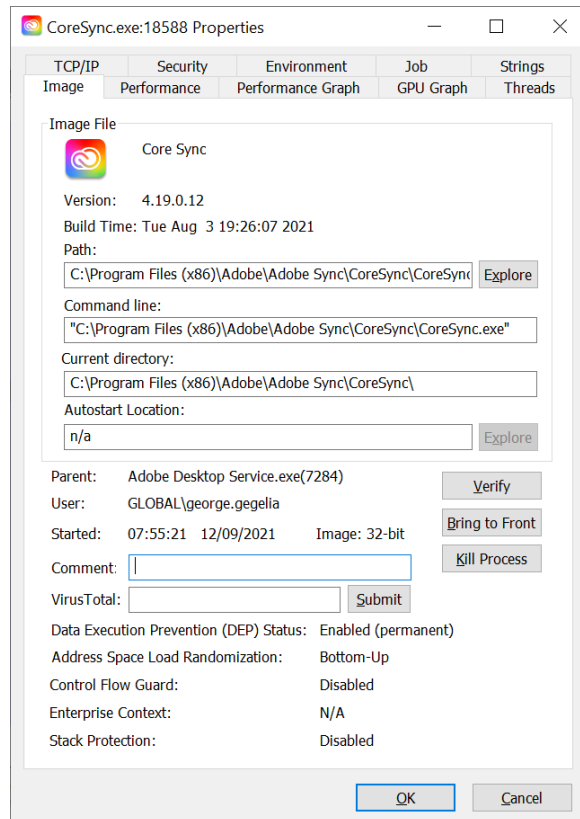 CoreSync.exe:18588 Properties
TCP/IP Security Environment Job Strings
Image Performance Performance Graph GPU Graph Threads
Image File
Core Sync
Version: 4.19.0.12
Build Time: Tue Aug 3 19:26:07 2021
Path:
C:\Program Files (x86)\Adobe\Adobe Sync\CoreSync\CoreSync Explore
Command line:
"C:\Program Files (x86)\Adobe\Adobe Sync\CoreSync\CoreSync.exe"
Current directory:
C:\Program Files (x86)\Adobe\Adobe Sync\CoreSync\
Autostart Location:
n/a Explore
Parent: Adobe Desktop Service.exe(7284) Verify
User: GLOBAL\george.gegelia
Bring to Front
Started: 07:55:21 12/09/2021 Image: 32-bit
Kill Process
Comment:
VirusTotal: Submit
Data Execution Prevention (DEP) Status: Enabled (permanent)
Address Space Load Randomization: Bottom-Up
Control Flow Guard: Disabled
Enterprise Context: N/A
Stack Protection: Disabled
OK Cancel